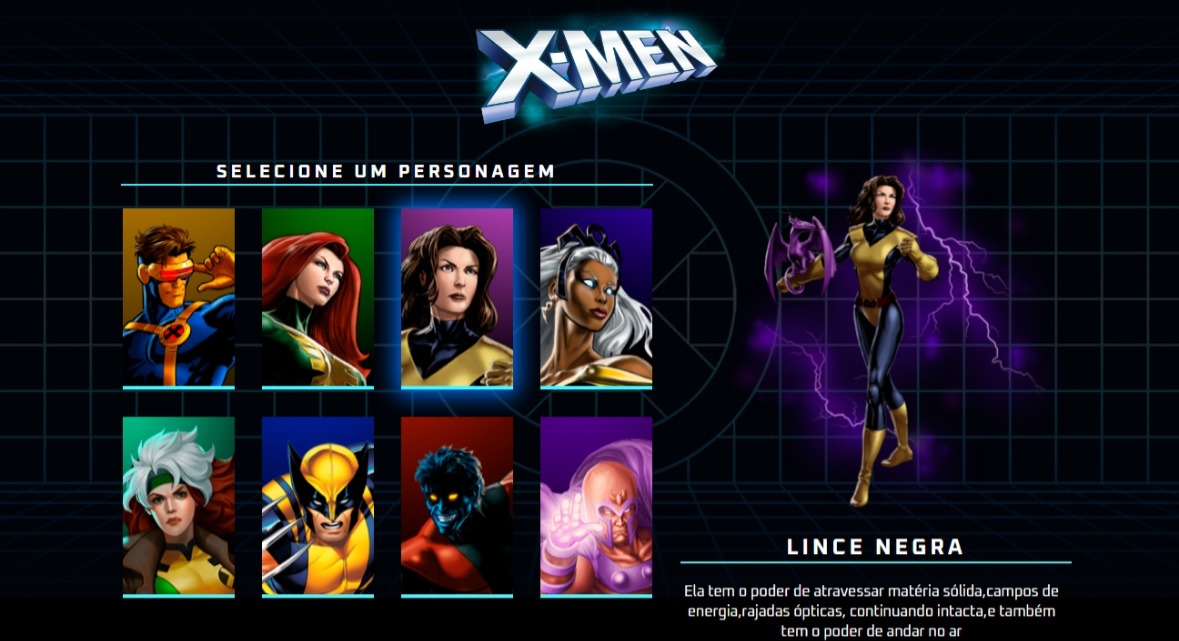 X-MEN
SELECIONE UM PERSONAGEM
LINCE NEGRA
Ela tem o poder de atravessar matéria sólida,campos de
energia,rajadas ópticas, continuando intacta,e também
tem o poder de andar no ar